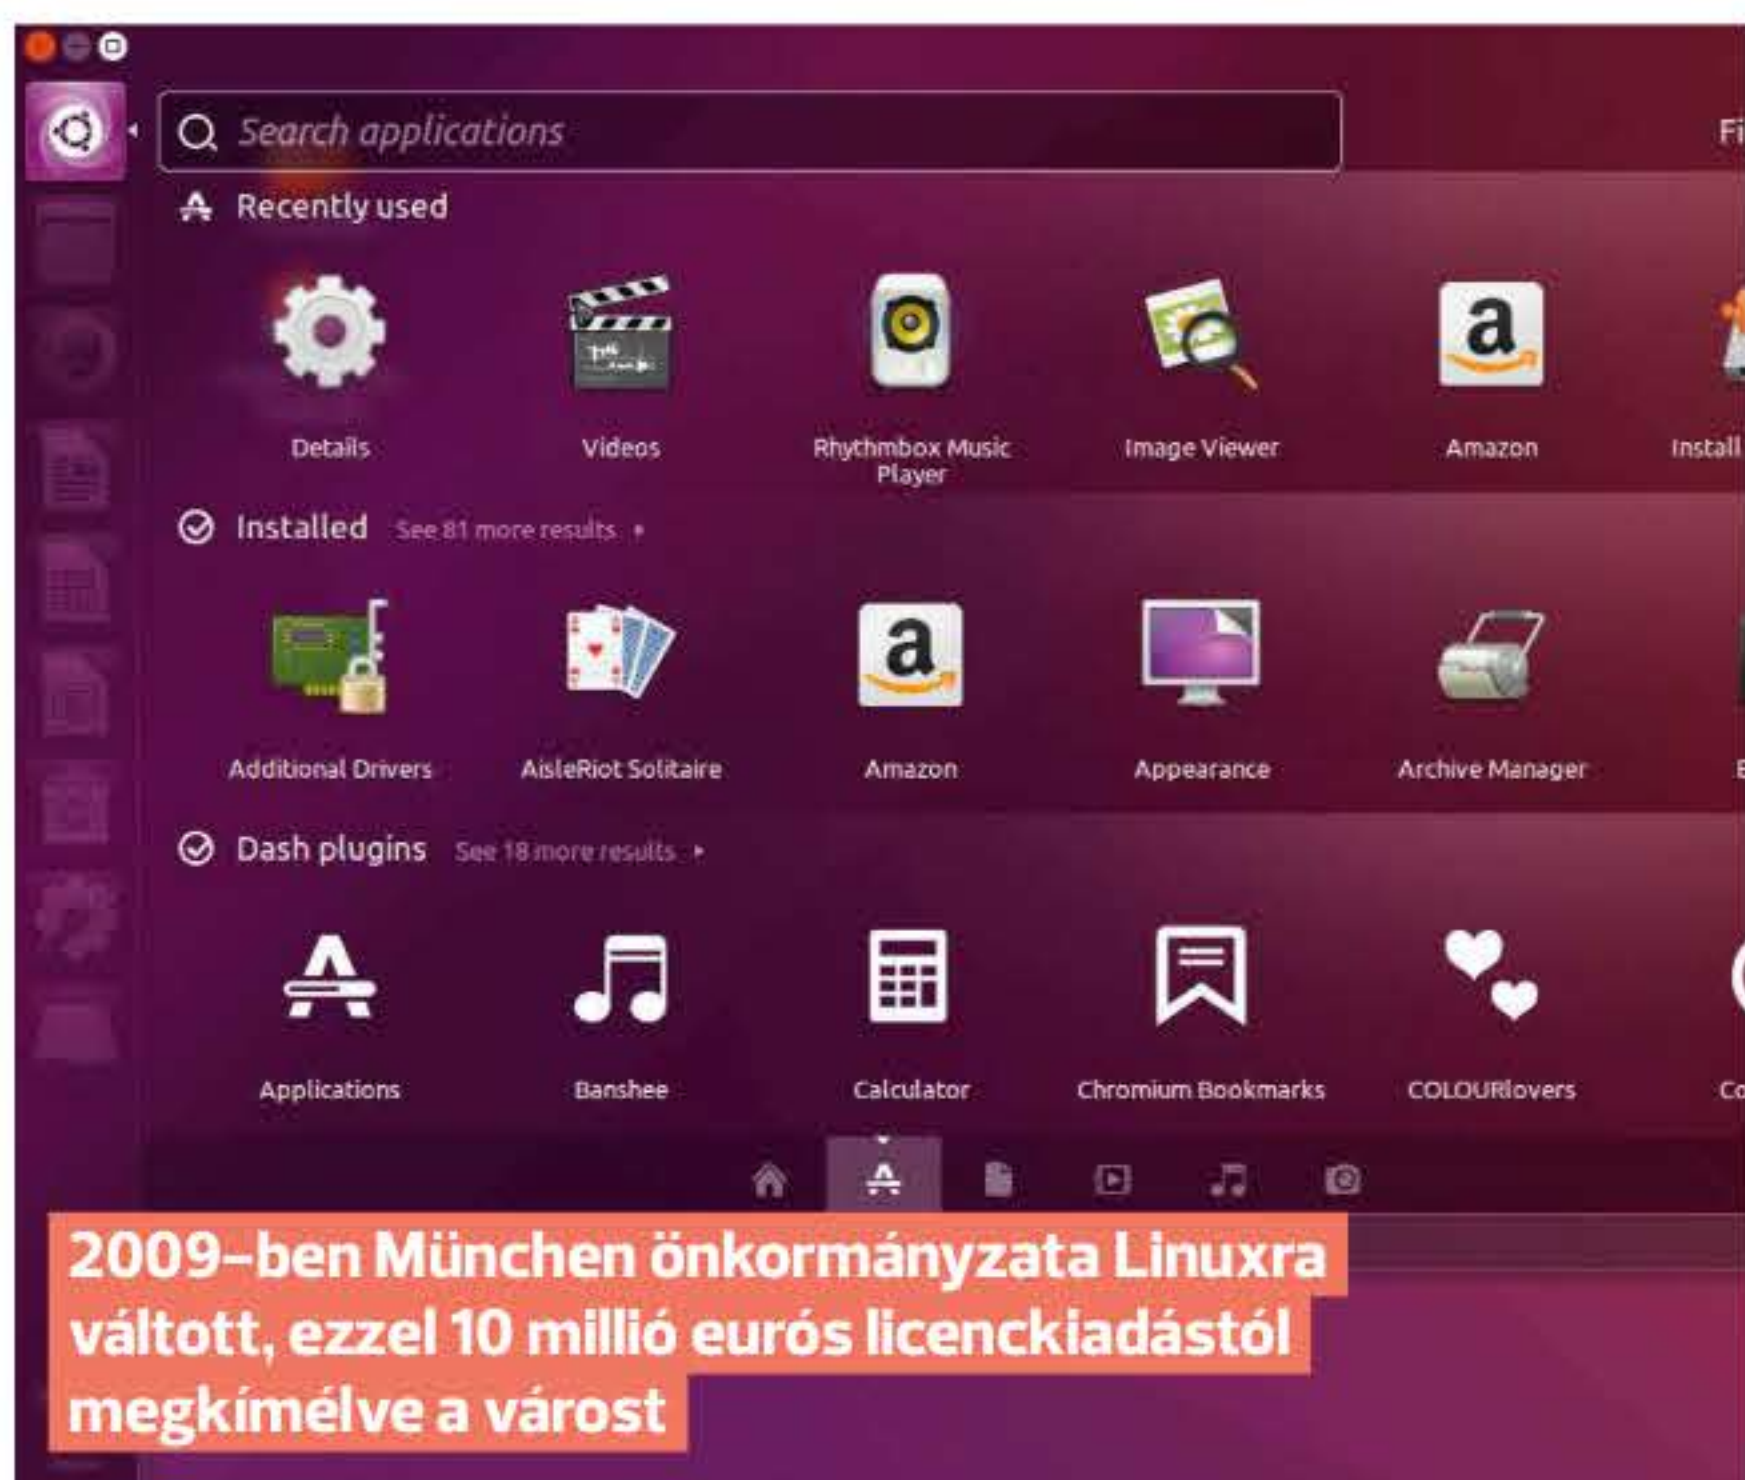 Search applications
Fi
Recently used
Details
Videos
Rhythmbox Music
Player
Image Viewer
Amazon
Install
Installed See 81 more results
Additional Drivers
AisleRiot Solitaire
Amazon
Appearance
Archive Manager
Dash plugins See 18 more results
Applications
Banshee
Calculator
Chromium Bookmarks
COLOURlovers
Co
2009-ben München önkormányzata Linuxra
váltott, ezzel 10 millió eurós licenckiadástól
megkímélve a várost